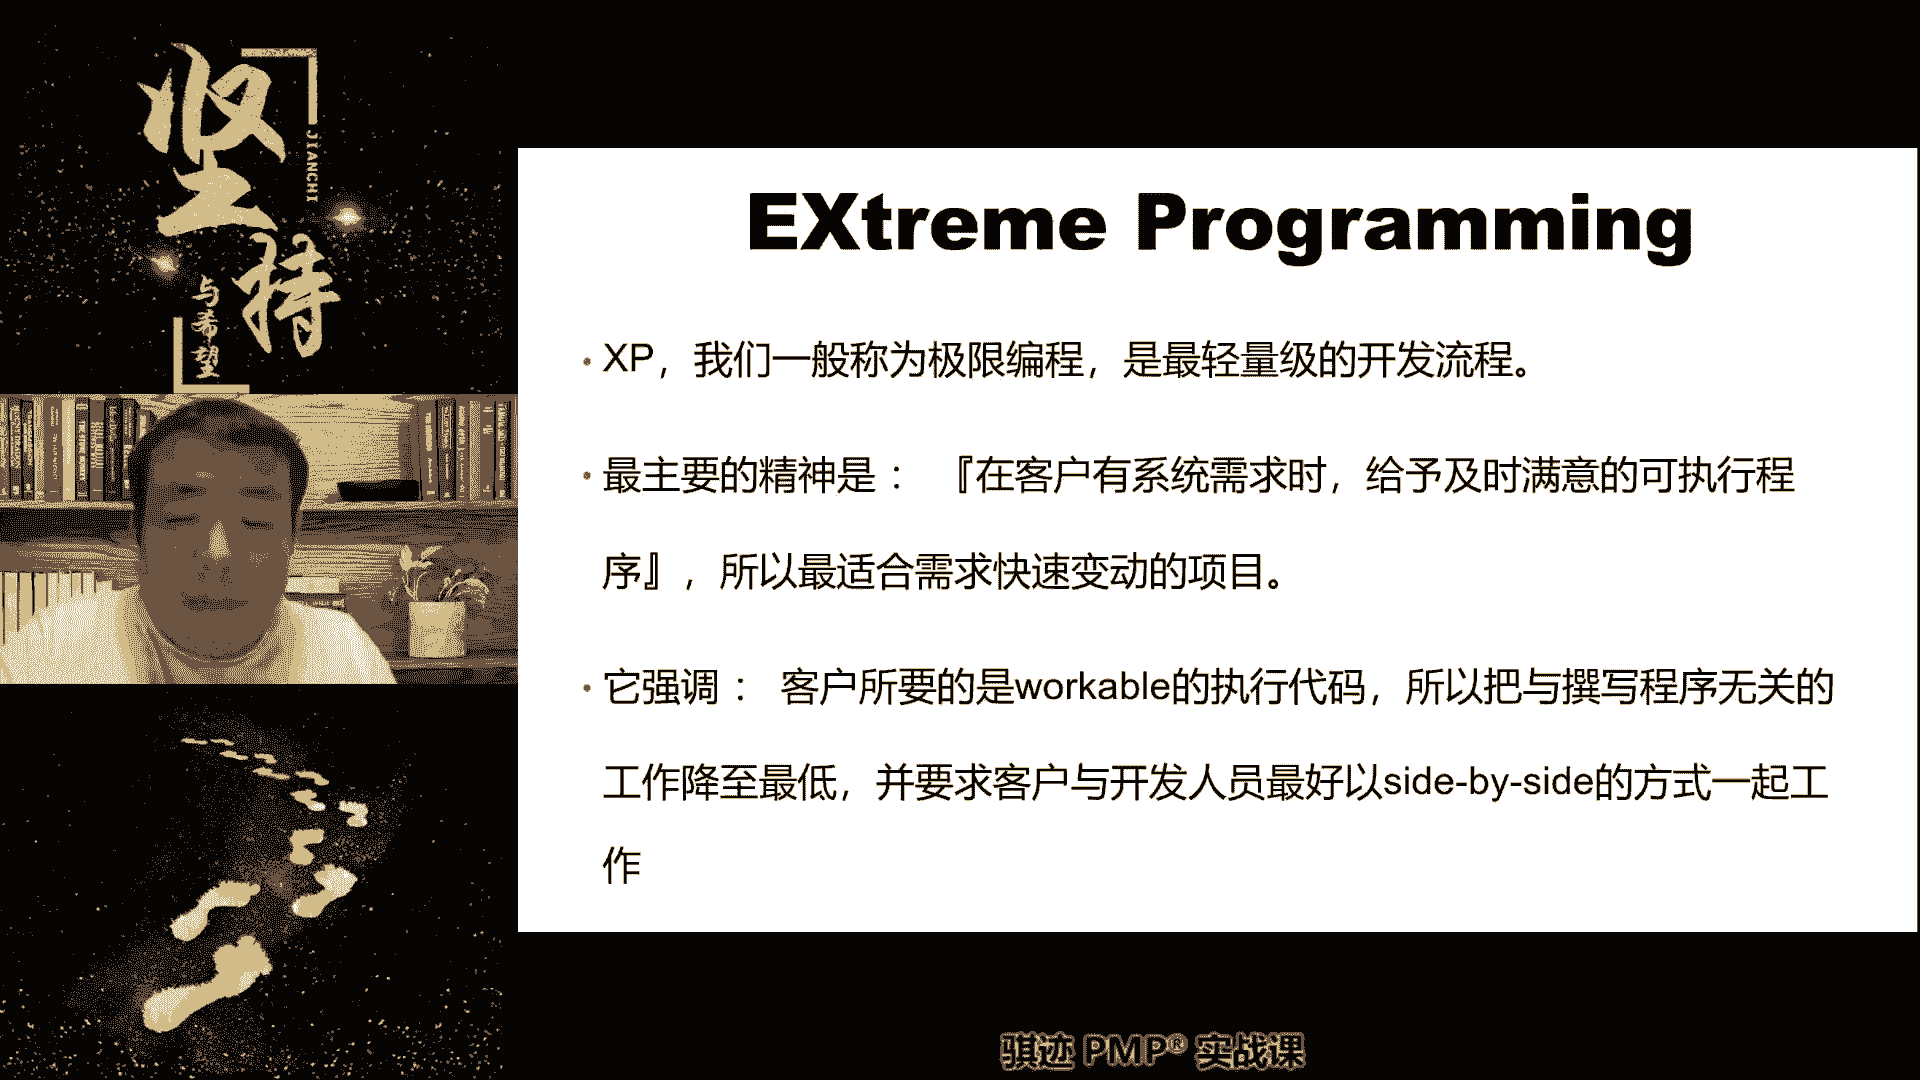 坚持
JIANCHI
与希望
EXtreme Programming
• XP，我们一般称为极限编程，是最轻量级的开发流程。
• 最主要的精神是： 『在客户有系统需求时，给予及时满意的可执行程
序』，所以最适合需求快速变动的项目。
• 它强调： 客户所要的是workable的执行代码，所以把与撰写程序无关的
工作降至最低，并要求客户与开发人员最好以side-by-side的方式一起工
作
骐迹 PMP® 实战课